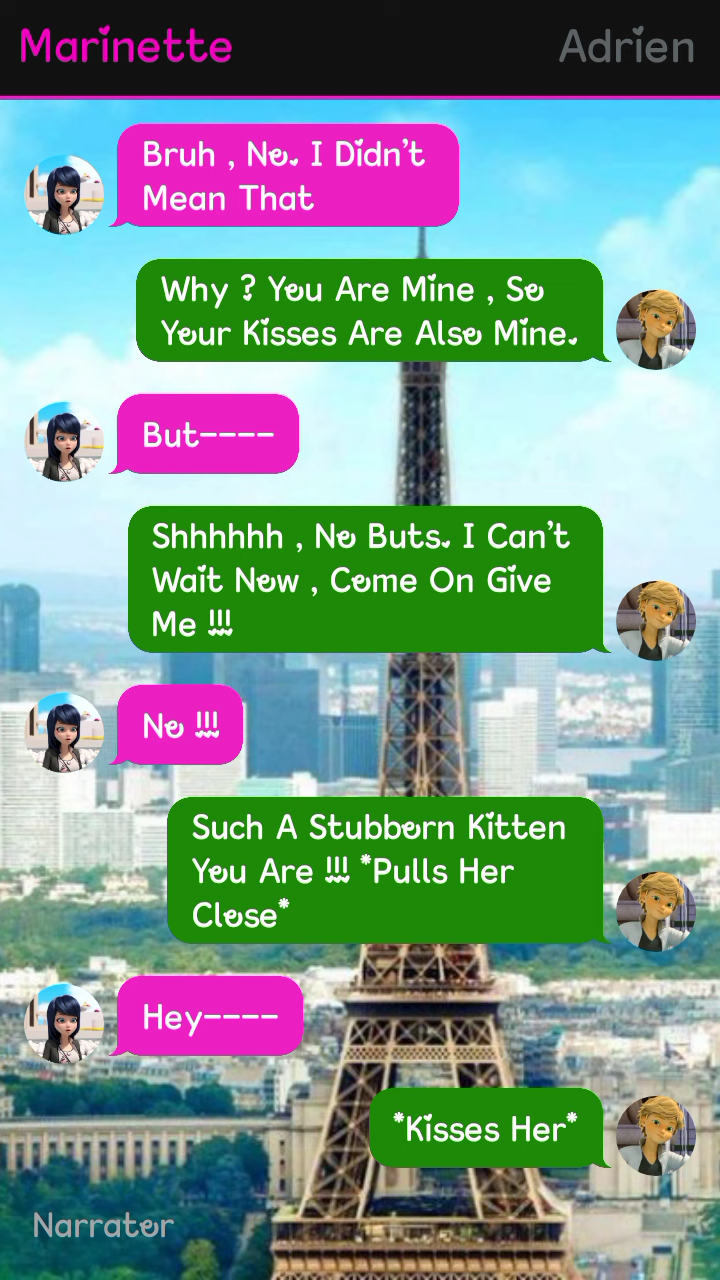 Marinette Adrien
Bruh , No. I Didn't
Mean That
Why ? You Are Mine , So
Your Kisses Are Also Mine.
But----
Shhhhhh , No Buts. I Can't
Wait Now , Come On Give
Me !!!
No !!!
Such A Stubborn Kitten
You Are !!! *Pulls Her
Close*
Hey----
*Kisses Her*
Narrator